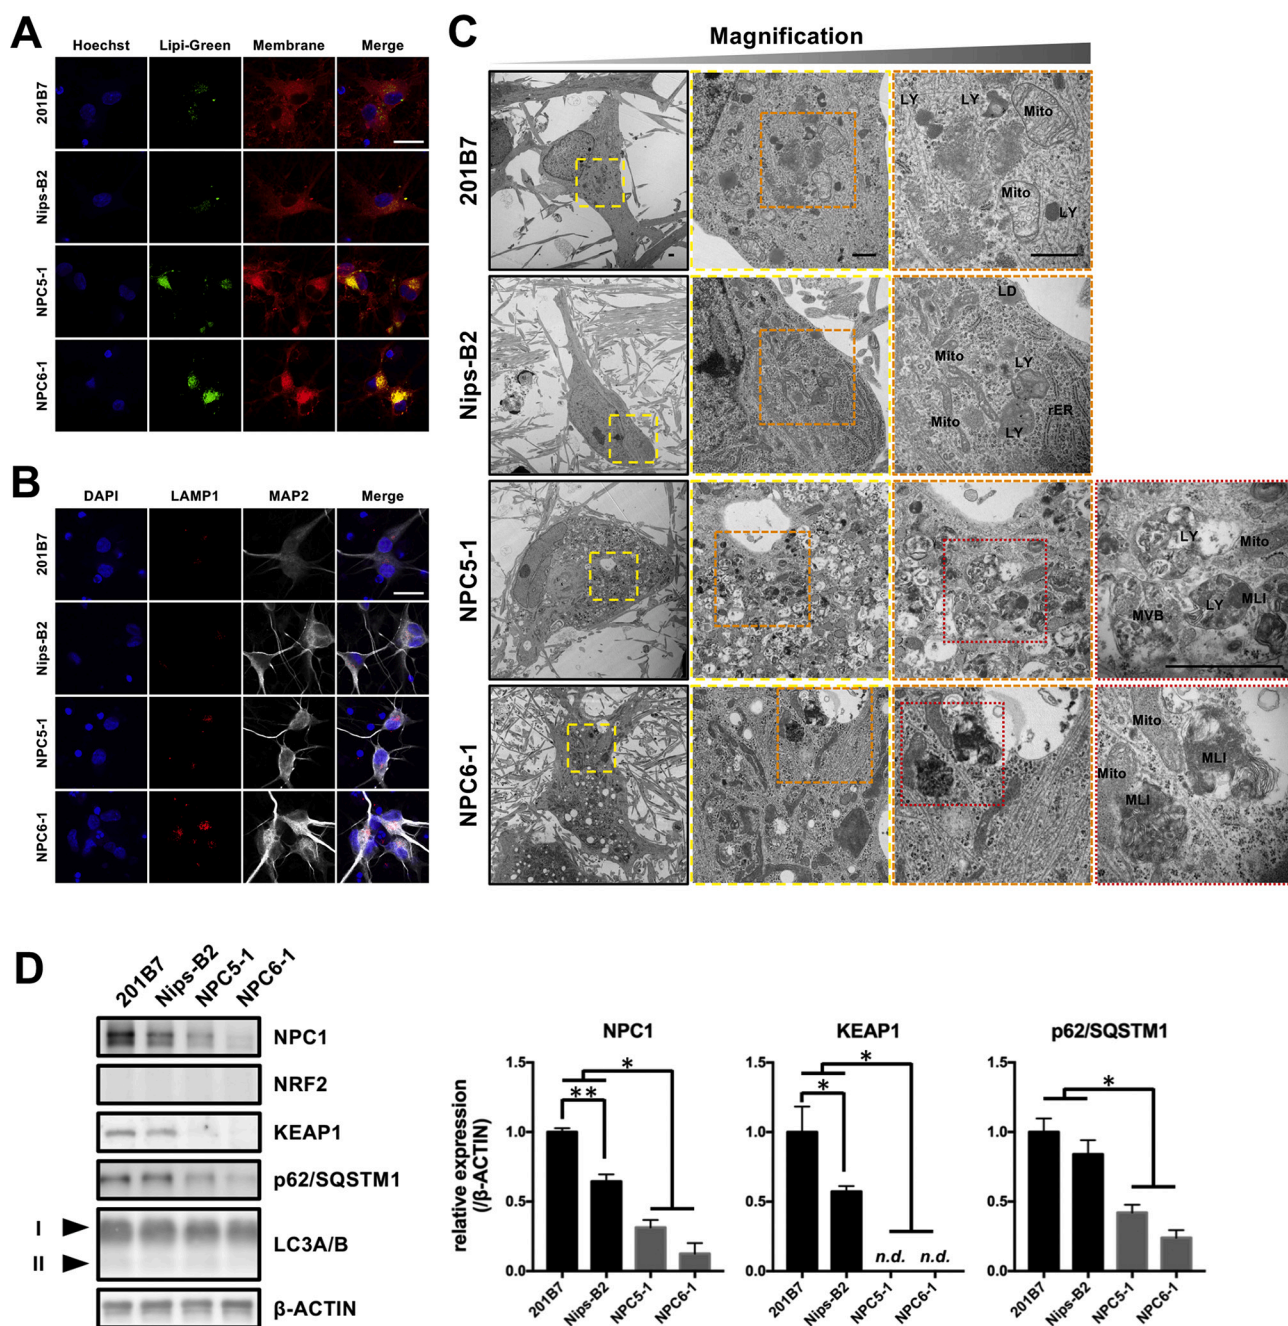 A
Hoechst Lipi-Green Membrane Merge
201B7
Nips-B2
NPC5-1
NPC6-1
B
DAPI LAMP1 MAP2 Merge
201B7
Nips-B2
NPC5-1
NPC6-1
C
Magnification
201B7
LY LY Mito
Mito LY
Nips-B2
LD
Mito LY
Mito LY rER
NPC5-1
LY Mito
MVB LY MLI
NPC6-1
Mito
Mito MLI
MLI
D
201B7 Nips-B2 NPC5-1 NPC6-1
NPC1
NRF2
KEAP1
p62/SQSTM1
I
LC3A/B
II
β-ACTIN
NPC1
relative expression
(/β-ACTIN)
1.5
1.0
0.5
0.0
*
**
201B7 Nips-B2 NPC5-1 NPC6-1
KEAP1
1.5
1.0
0.5
0.0
*
*
n.d. n.d.
201B7 Nips-B2 NPC5-1 NPC6-1
p62/SQSTM1
1.5
1.0
0.5
0.0
*
201B7 Nips-B2 NPC5-1 NPC6-1